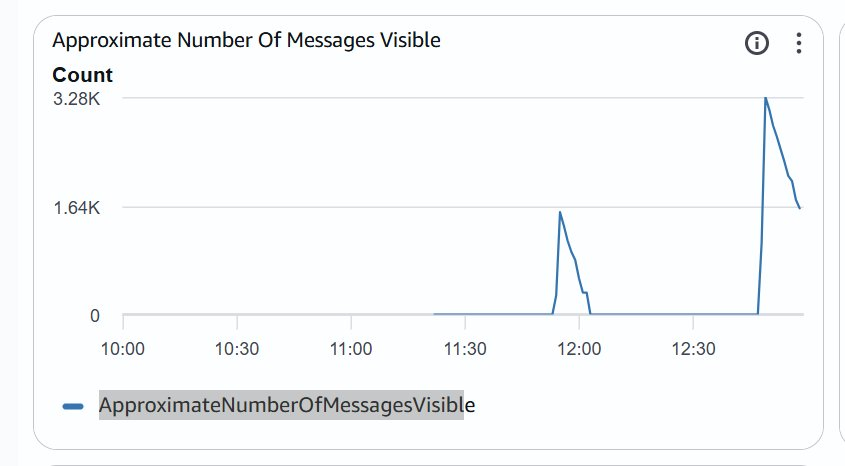 Approximate Number Of Messages Visible
Count
3.28K
1.64K
0
10:00 10:30 11:00 11:30 12:00 12:30
ApproximateNumberOfMessagesVisible